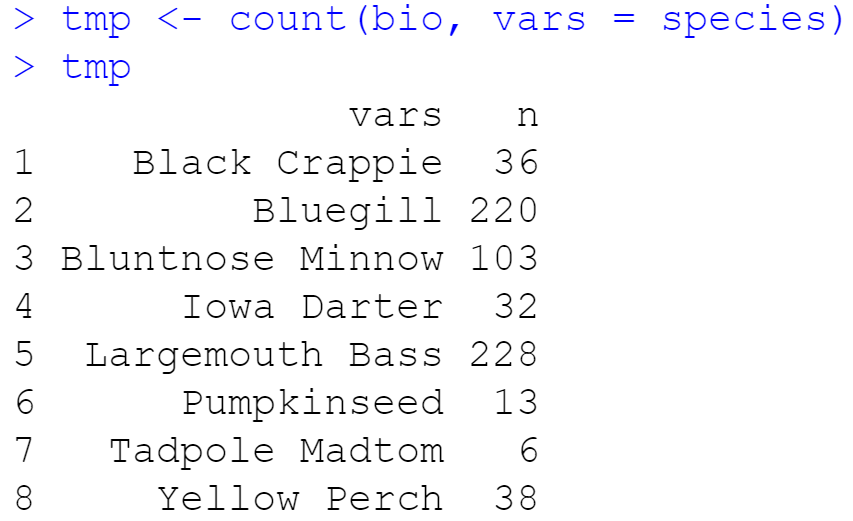 > tmp <- count(bio, vars = species)
> tmp
vars n
1 Black Crappie 36
2 Bluegill 220
3 Bluntnose Minnow 103
4 Iowa Darter 32
5 Largemouth Bass 228
6 Pumpkinseed 13
7 Tadpole Madtom 6
8 Yellow Perch 38